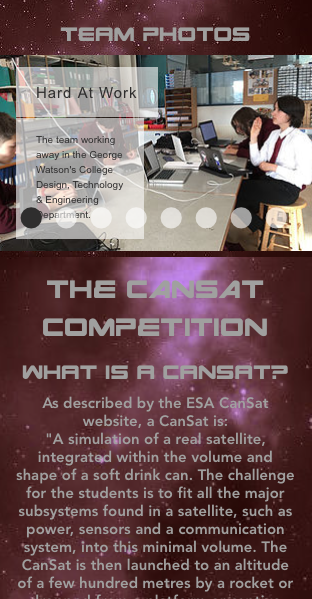 TEAM PHOTOS
Hard At Work
The team working
away in the George
Watson's College
Design, Technology
& Engineering
Department.
THE CANSAT
COMPETITION
WHAT IS A CANSAT?
As described by the ESA CanSat
website, a CanSat is:
"A simulation of a real satellite,
integrated within the volume and
shape of a soft drink can. The challenge
for the students is to fit all the major
subsystems found in a satellite, such as
power, sensors and a communication
system, into this minimal volume. The
CanSat is then launched to an altitude
of a few hundred metres by a rocket or